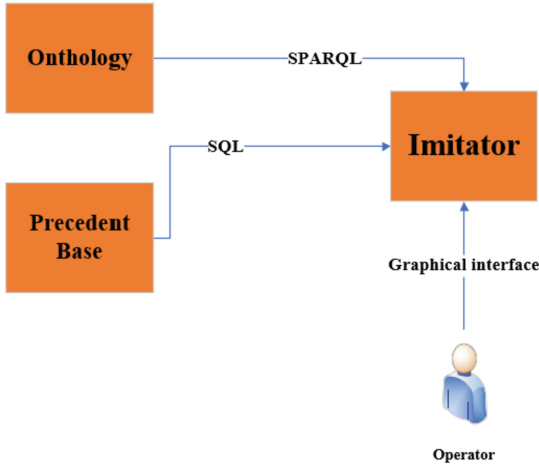 Onthology
SPARQL
Imitator
SQL
Precedent
Base
Graphical interface
Operator